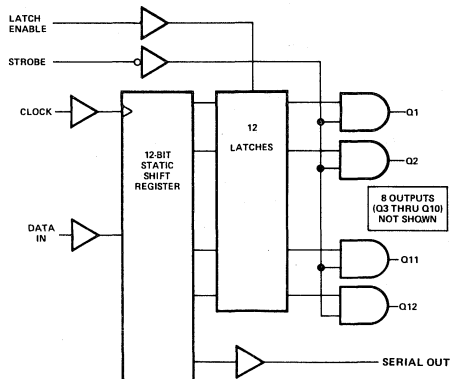 LATCH
ENABLE
STROBE
CLOCK
12-BIT
STATIC
SHIFT
REGISTER
DATA
IN
12
LATCHES
Q1
Q2
8 OUTPUTS
(Q3 THRU Q10)
NOT SHOWN
Q11
Q12
SERIAL OUT